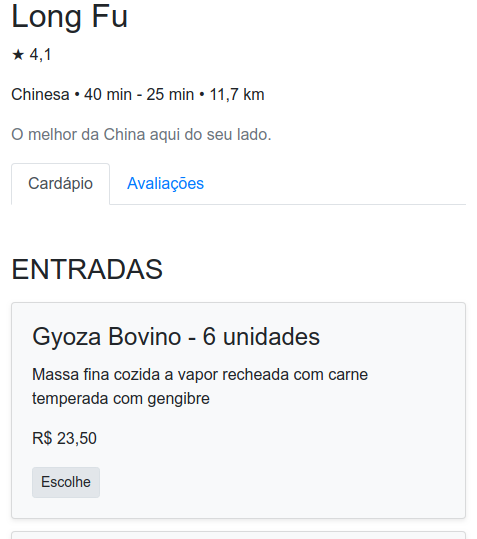 Long Fu
★ 4,1
Chinesa • 40 min - 25 min • 11,7 km
O melhor da China aqui do seu lado.
Cardápio Avaliações
ENTRADAS
Gyoza Bovino - 6 unidades
Massa fina cozida a vapor recheada com carne
temperada com gengibre
R$ 23,50
Escolhe